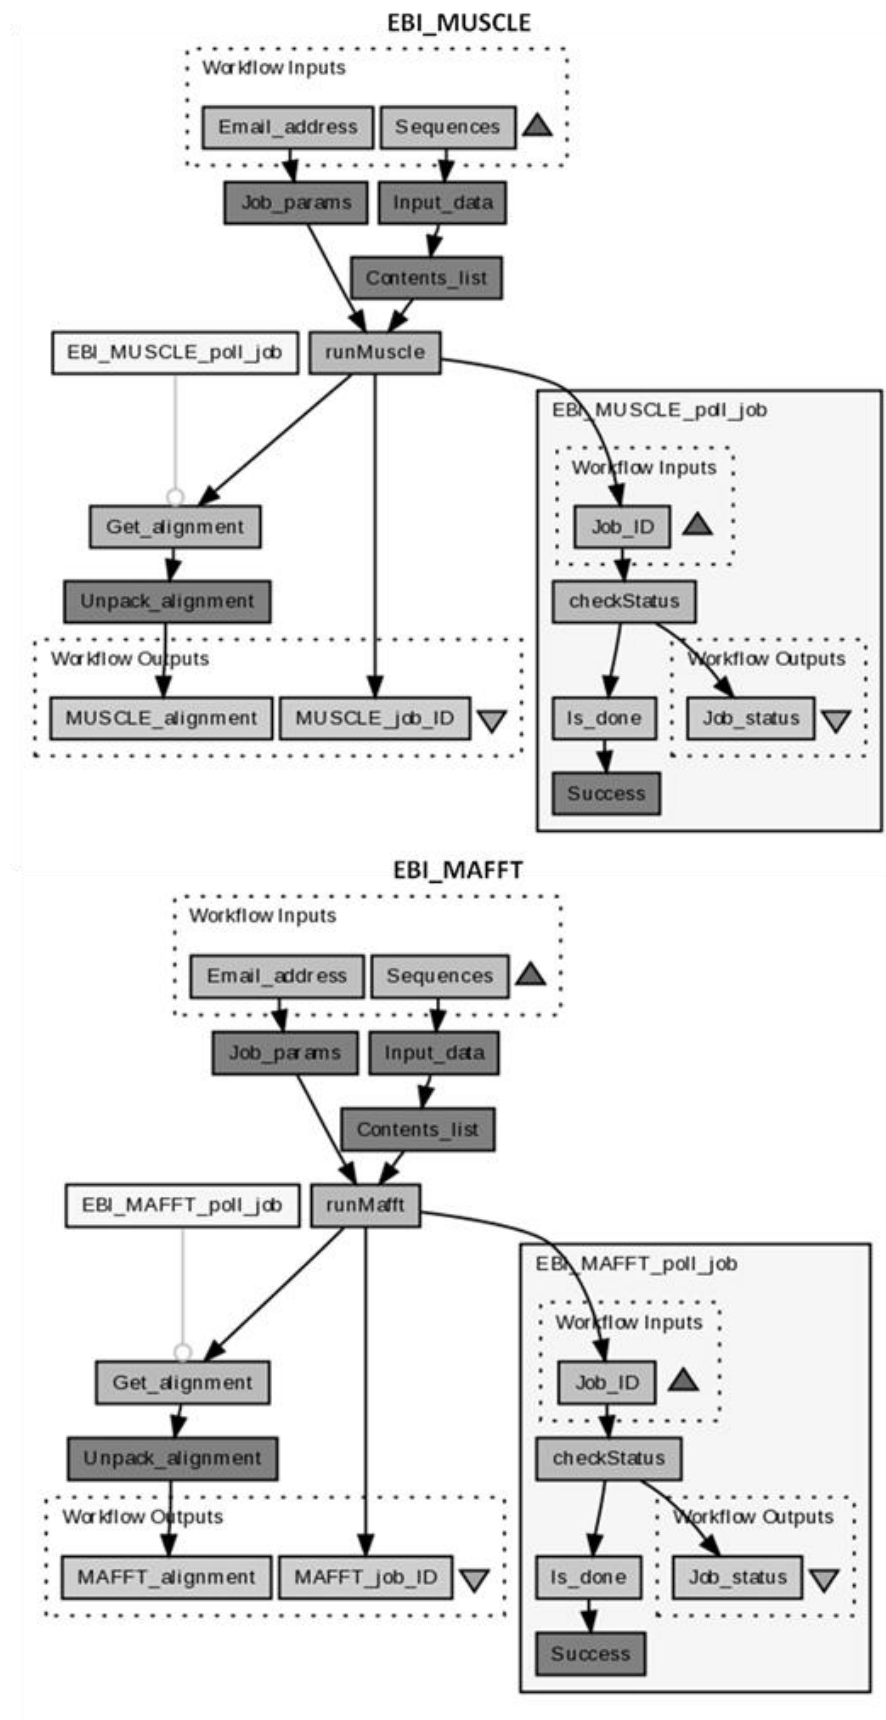 EBI_MUSCLE
Workflow Inputs
Email_address Sequences
Job_params Input_data
Contents_list
EBI_MUSCLE_poll_job runMuscle
EBI_MUSCLE_poll_job
Workflow Inputs
Get_alignment Job_ID
Unpack_alignment checkStatus
Workflow Outputs Workflow Outputs
MUSCLE_alignment MUSCLE_job_ID Is_done Job_status
Success
EBI_MAFFT
Workflow Inputs
Email_address Sequences
Job_params Input_data
Contents_list
EBI_MAFFT_poll_job runMafft
EBI_MAFFT_poll_job
Workflow Inputs
Get_alignment Job_ID
Unpack_alignment checkStatus
Workflow Outputs Workflow Outputs
MAFFT_alignment MAFFT_job_ID Is_done Job_status
Success